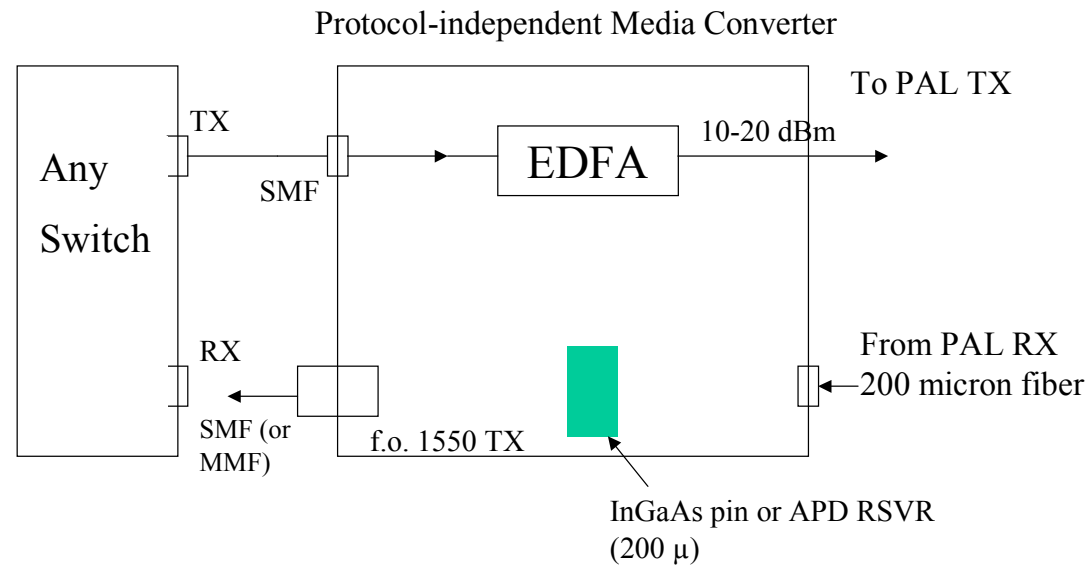 Protocol-independent Media Converter
To PAL TX
TX
10-20 dBm
Any
Switch
EDFA
SMF
RX
From PAL RX
200 micron fiber
SMF (or
MMF)
f.o. 1550 TX
InGaAs pin or APD RSVR
(200 µ)